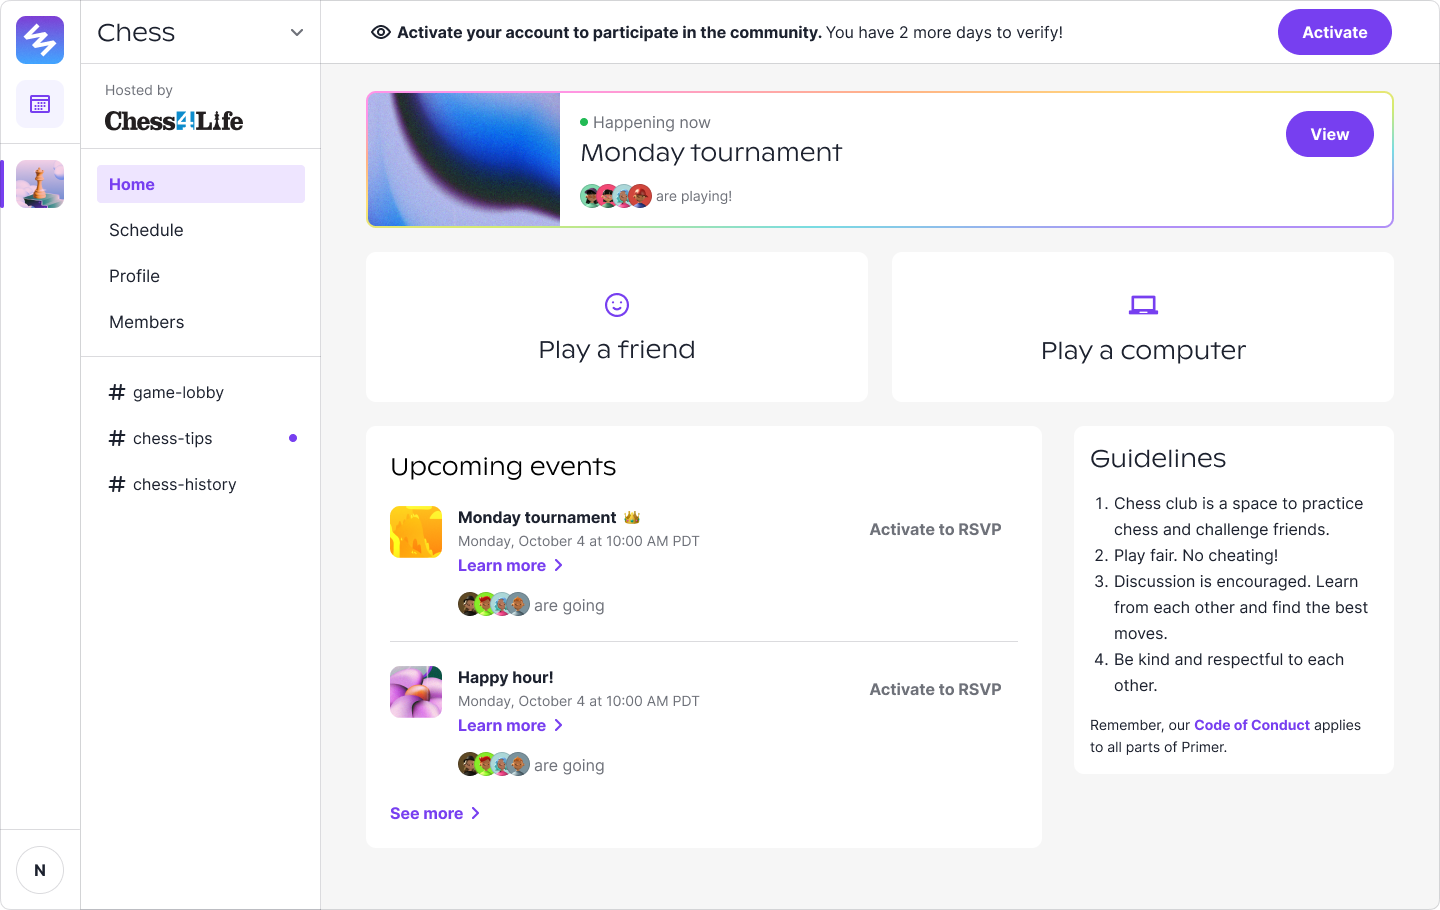 Chess
Activate your account to participate in the community. You have 2 more days to verify!
Activate
Hosted by
Chess4Life
Home
Schedule
Profile
Members
# game-lobby
# chess-tips
# chess-history
N
Happening now
Monday tournament
are playing!
View
Play a friend
Play a computer
Upcoming events
Monday tournament
Monday, October 4 at 10:00 AM PDT
Learn more
are going
Activate to RSVP
Happy hour!
Monday, October 4 at 10:00 AM PDT
Learn more
are going
Activate to RSVP
See more
Guidelines
1. Chess club is a space to practice
chess and challenge friends.
2. Play fair. No cheating!
3. Discussion is encouraged. Learn
from each other and find the best
moves.
4. Be kind and respectful to each
other.
Remember, our Code of Conduct applies
to all parts of Primer.